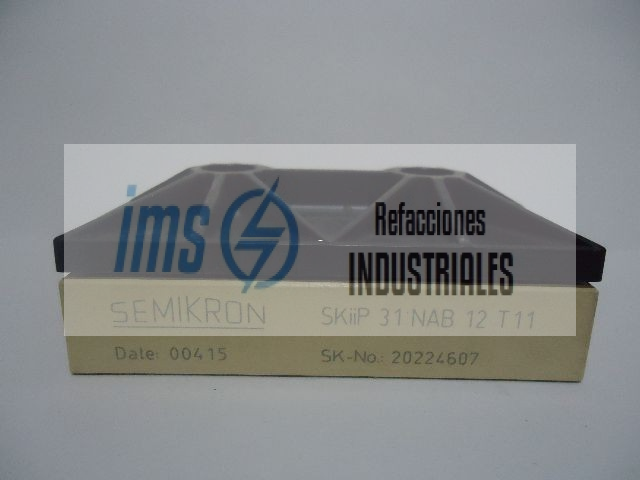 ims
Refacciones
INDUSTRIALES
SEMIKRON SKiiP 31 NAB 12 T11
Date: 00415 SK-No.: 20224607